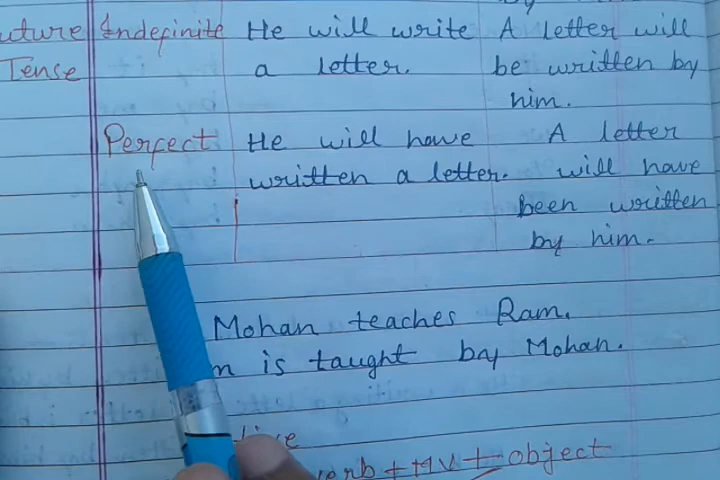 by
uture Indefinite He will write A letter will
Tense a letter. be written by
him.
Perfect He will have A letter
written a letter. will have
been written
by him.
Mohan teaches Ram.
is taught by Mohan.
+ MV + object